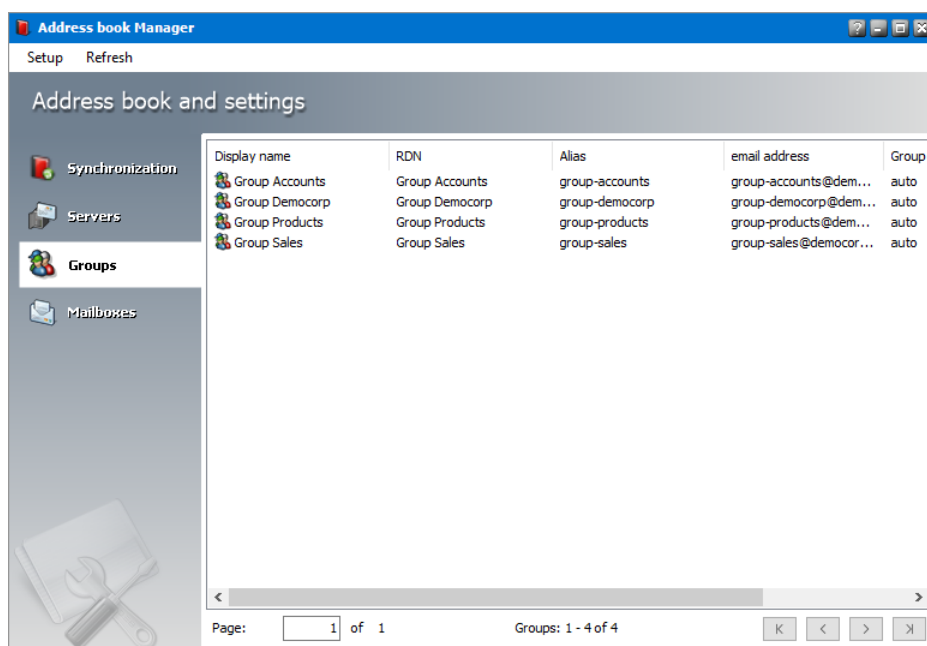 Address book Manager
Setup Refresh
Address book and settings
Synchronization
Servers
Groups
Mailboxes
Display name RDN Alias email address Group
Group Accounts Group Accounts group-accounts group-accounts@dem... auto
Group Democorp Group Democorp group-democorp group-democorp@dem... auto
Group Products Group Products group-products group-products@dem... auto
Group Sales Group Sales group-sales group-sales@democor... auto
Page: 1 of 1 Groups: 1 - 4 of 4